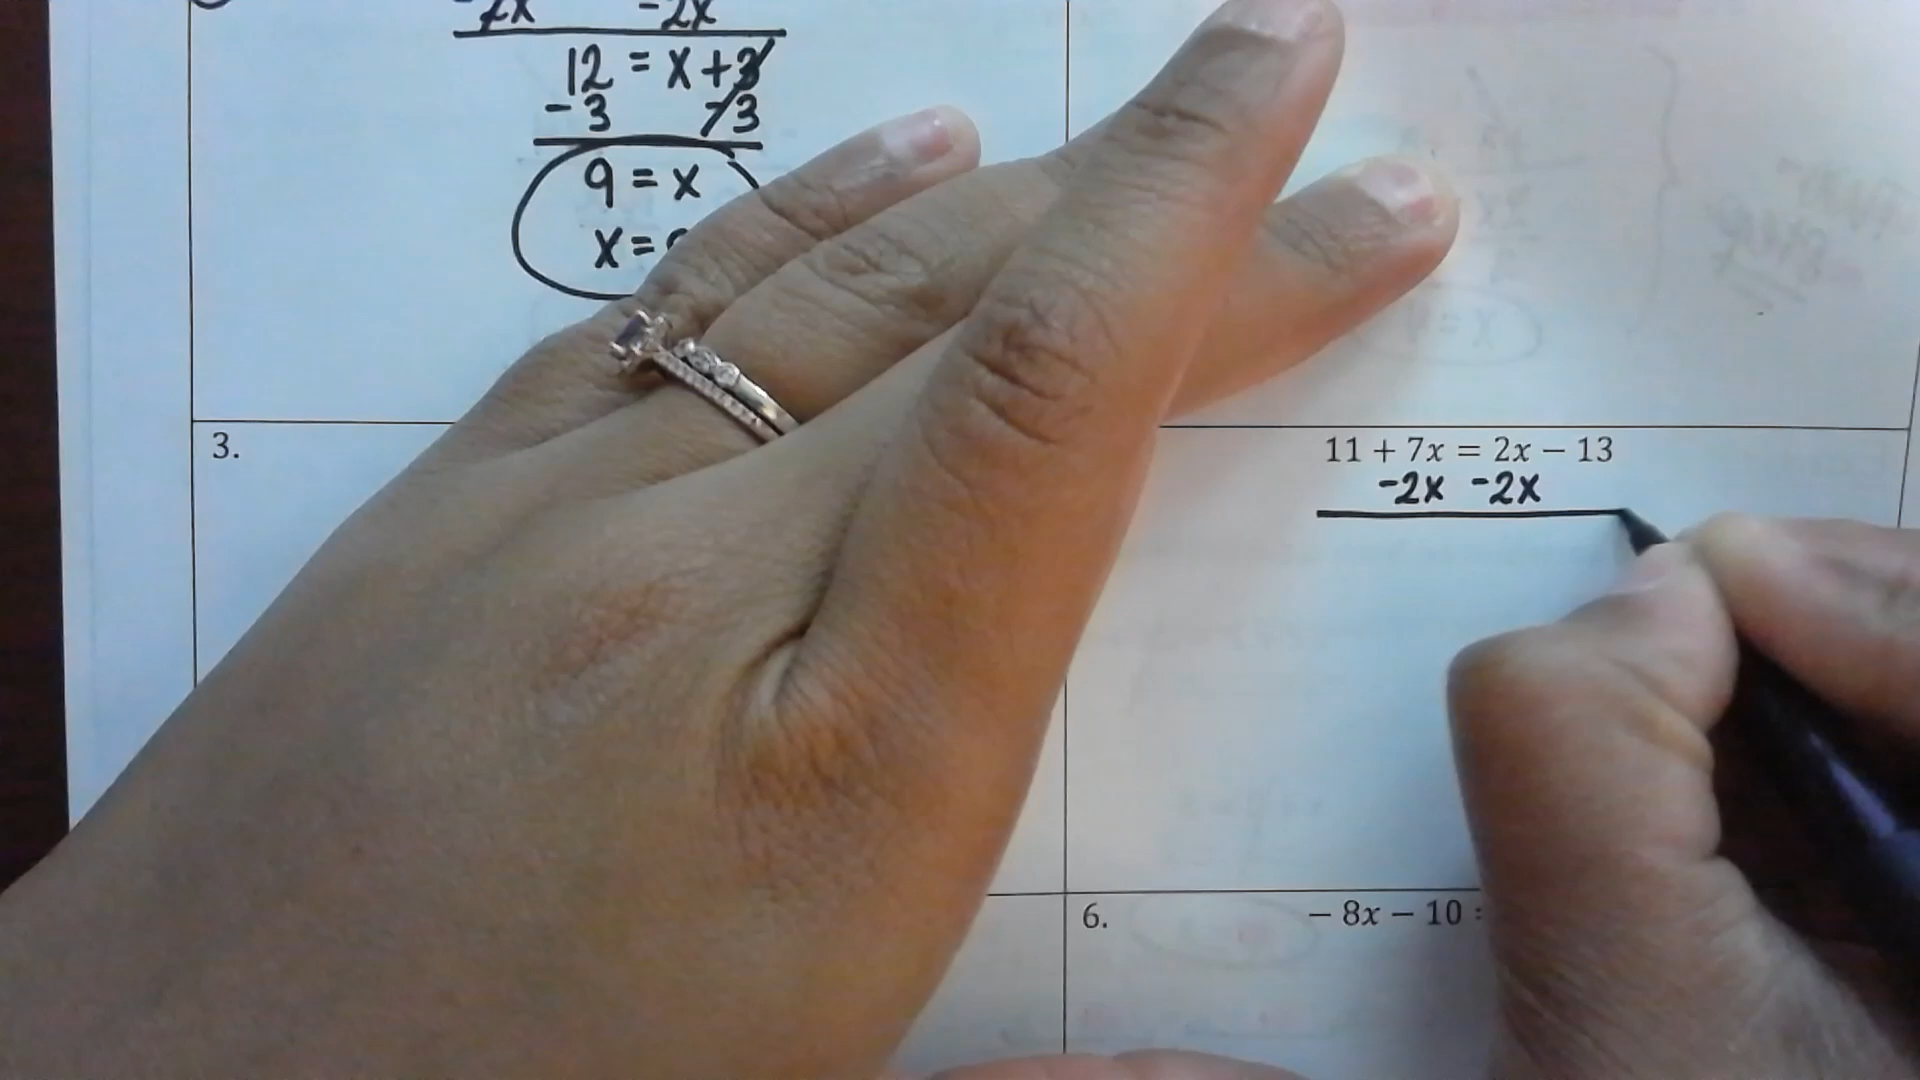 -2x -2x
12 = x + 3
-3 -3
9 = x
x =
3.
11 + 7x = 2x − 13
-2x -2x
6. − 8x − 10